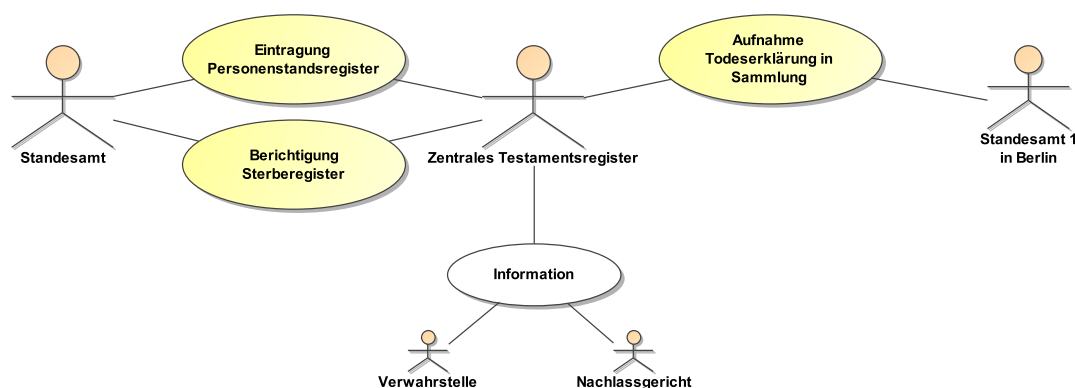 Eintragung
Personenstandsregister
Aufnahme
Todeserklärung in
Sammlung
Standesamt
Berichtigung
Sterberegister
Zentrales Testamentsregister
Standesamt 1
in Berlin
Information
Verwahrstelle
Nachlassgericht